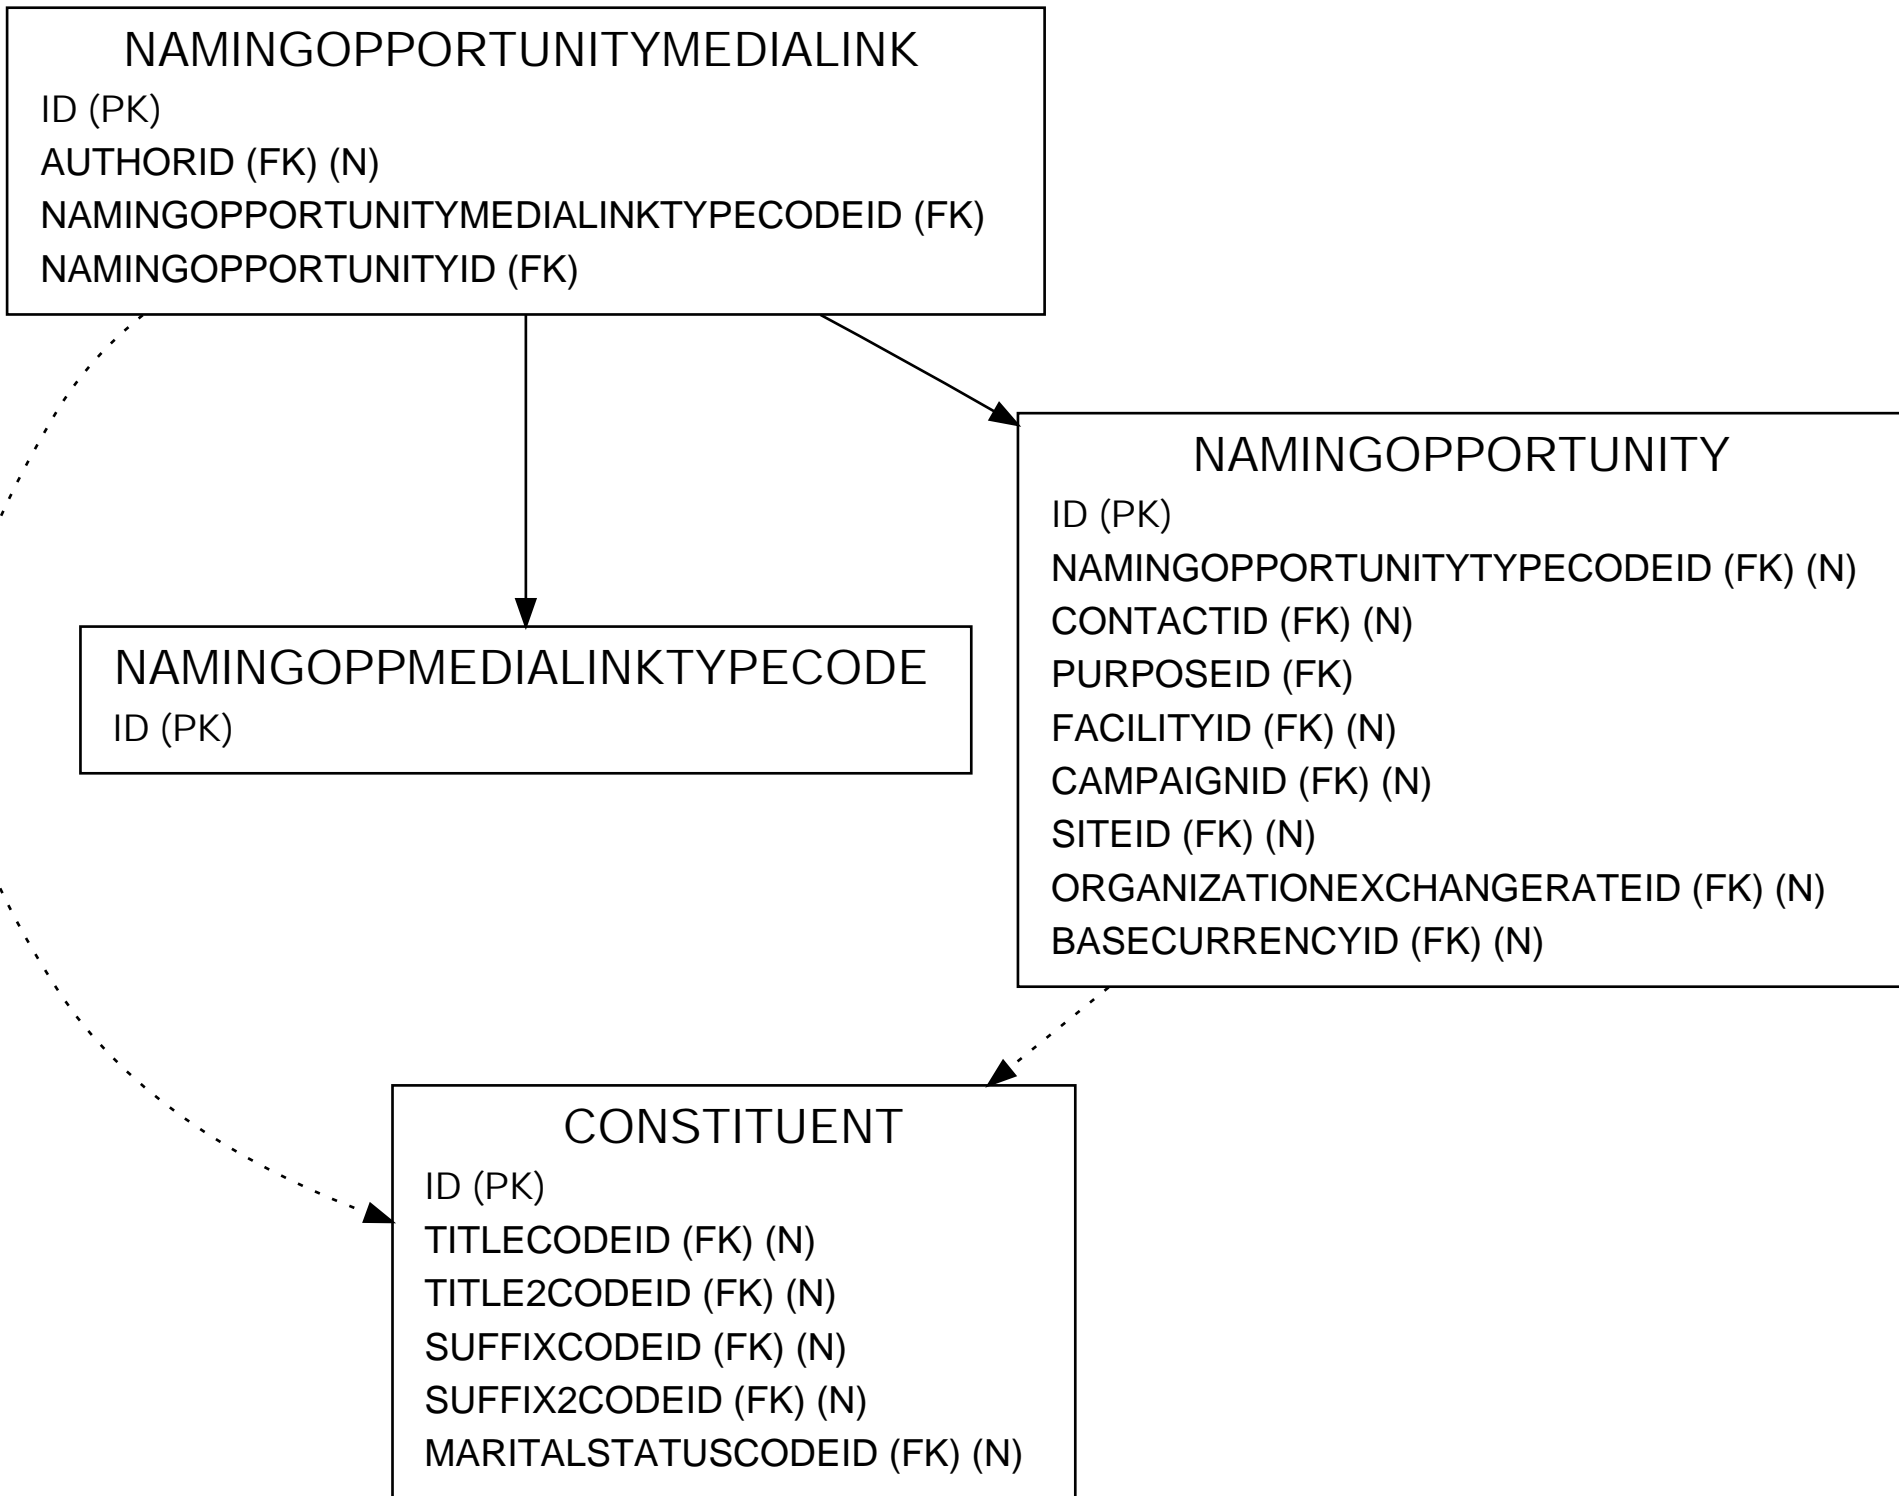 NAMINGOPPORTUNITYMEDIALINK
ID (PK)
AUTHORID (FK) (N)
NAMINGOPPORTUNITYMEDIALINKTYPECODEID (FK)
NAMINGOPPORTUNITYID (FK)
NAMINGOPPORTUNITY
ID (PK)
NAMINGOPPORTUNITYTYPECODEID (FK) (N)
CONTACTID (FK) (N)
PURPOSEID (FK)
FACILITYID (FK) (N)
CAMPAIGNID (FK) (N)
SITEID (FK) (N)
ORGANIZATIONEXCHANGERATEID (FK) (N)
BASECURRENCYID (FK) (N)
NAMINGOPPMEDIALINKTYPECODE
ID (PK)
CONSTITUENT
ID (PK)
TITLECODEID (FK) (N)
TITLE2CODEID (FK) (N)
SUFFIXCODEID (FK) (N)
SUFFIX2CODEID (FK) (N)
MARITALSTATUSCODEID (FK) (N)